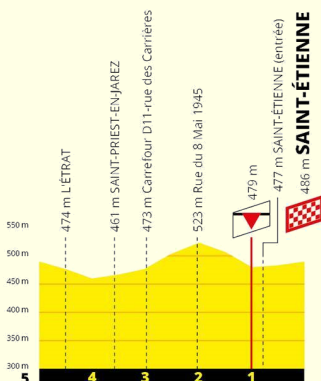 474 m L'ÉTRAT
461 m SAINT-PRIEST-EN-JAREZ
473 m Carrefour D11-rue des Carrières
523 m Rue du 8 Mai 1945
479 m
477 m SAINT-ÉTIENNE (entrée)
486 m SAINT-ÉTIENNE
550 m
500 m
450 m
400 m
350 m
300 m
5 4 3 2 1